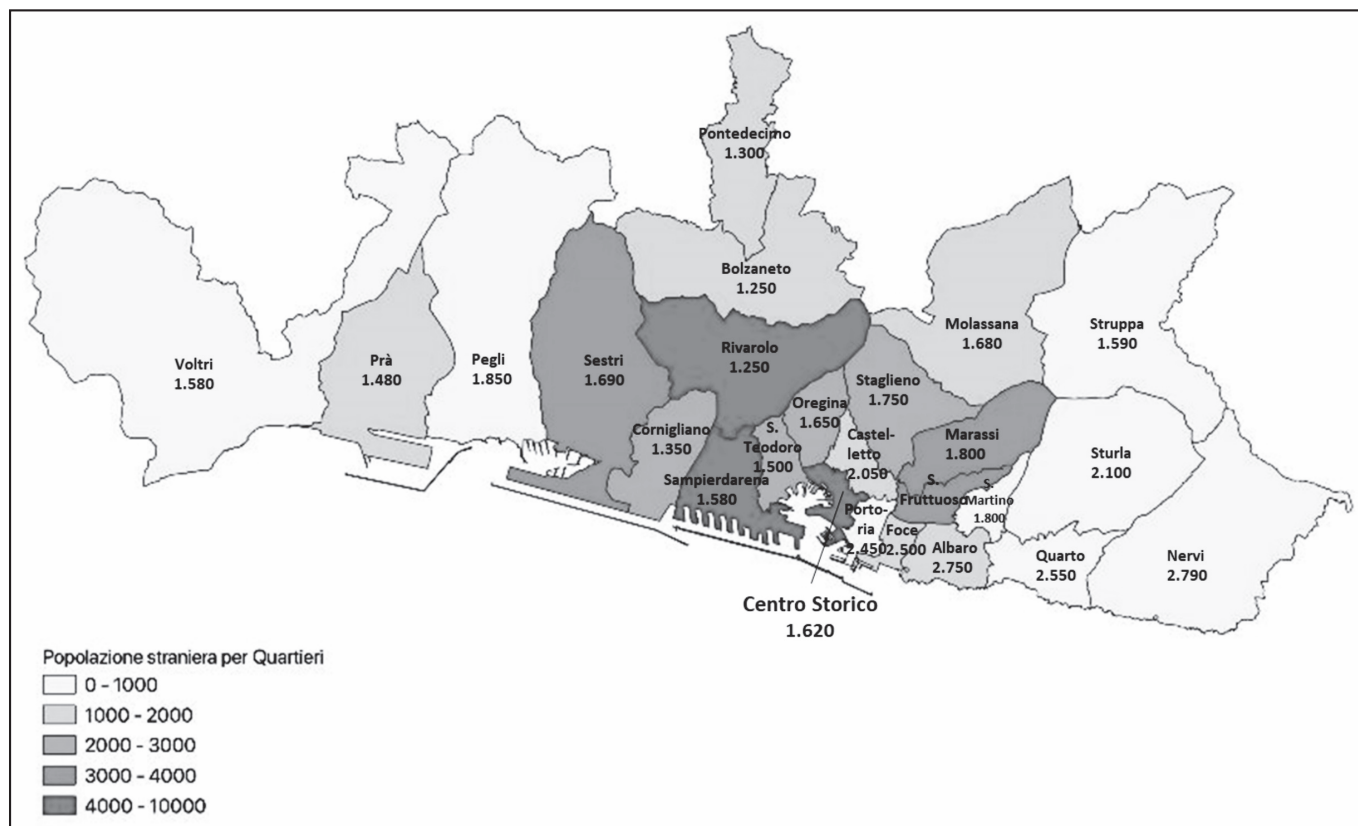 Pontedecimo
1.300
Bolzaneto
1.250
Molassana
1.680
Struppa
1.590
Voltri
1.580
Prà
1.480
Pegli
1.850
Sestri
1.690
Rivarolo
1.250
Staglieno
1.750
Oregina
1.650
Cornigliano
1.350
S.
Teodoro
1.500
Castel-
letto
2.050
Marassi
1.800
Sturla
2.100
Sampierdarena
1.580
S.
Fruttuoso
S.
Martino
1.800
Porto-
ria
2.450
Foce
2.500
Albaro
2.750
Quarto
2.550
Nervi
2.790
Centro Storico
1.620
Popolazione straniera per Quartieri
0 - 1000
1000 - 2000
2000 - 3000
3000 - 4000
4000 - 10000